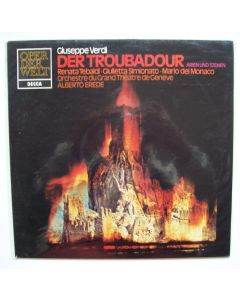 OPER
DER
WELT
DECCA
Giuseppe Verdi
DER TROUBADOUR ARIEN UND SZENEN
Renata Tebaldi · Giulietta Simionato · Mario del Monaco
Orchestre du Grand Théâtre de Genève
ALBERTO EREDE